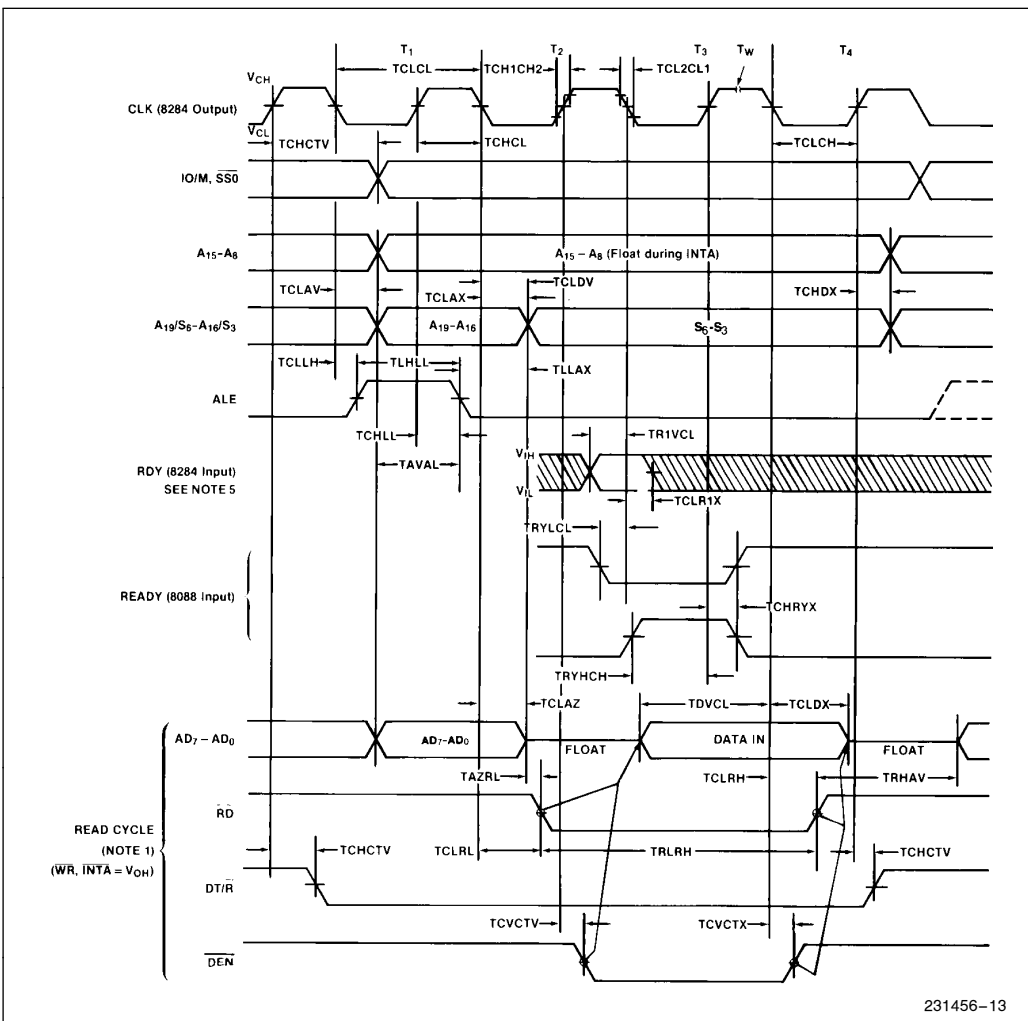 T1 T2 T3 TW T4
TCLCL TCH1CH2 TCL2CL1
VCH
CLK (8284 Output)
VCL
TCHCTV TCHCL TCLCH
IO/M, SS0
A15-A8 A15 – A8 (Float during INTA)
TCLDV
TCLAV TCLAX TCHDX
A19/S6-A16/S3 A19-A16 S6-S3
TCLLH TLHLL TLLAX
ALE
TCHLL TR1VCL
TAVAL VIH
RDY (8284 Input)
SEE NOTE 5 VIL
TCLR1X
TRYLCL
READY (8088 Input)
TCHRYX
TRYHCH
TCLAZ TDVCL TCLDX
AD7 – AD0 AD7-AD0 FLOAT DATA IN FLOAT
TAZRL TCLRH TRHAV
RD
READ CYCLE
(NOTE 1)
(WR, INTA = VOH)
TCHCTV TCLRL TRLRH TCHCTV
DT/R
TCVCTV TCVCTX
DEN
231456–13